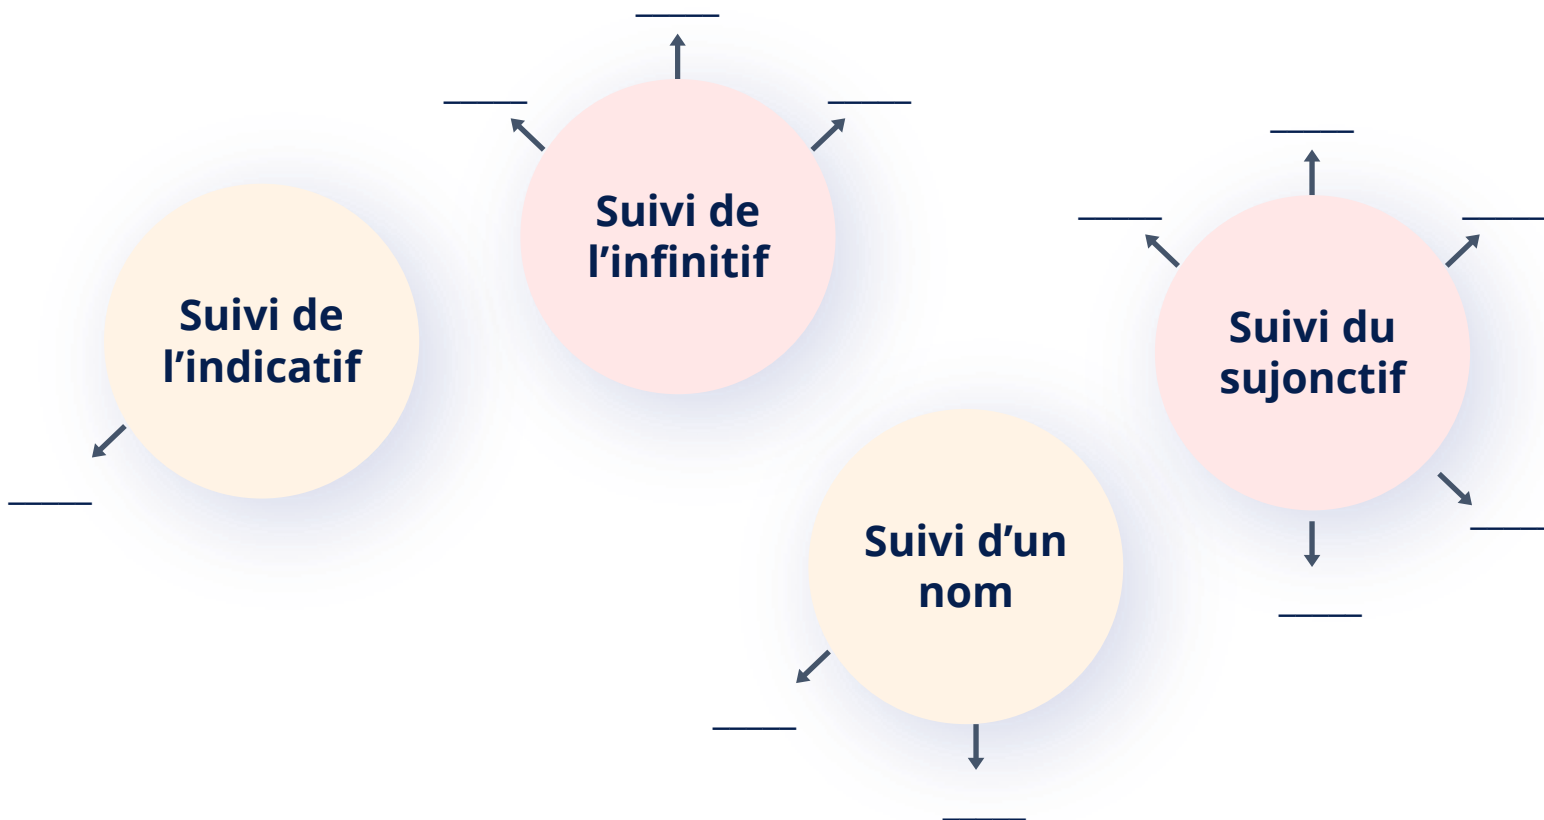 Suivi de
l’indicatif
Suivi de
l’infinitif
Suivi d’un
nom
Suivi du
sujonctif